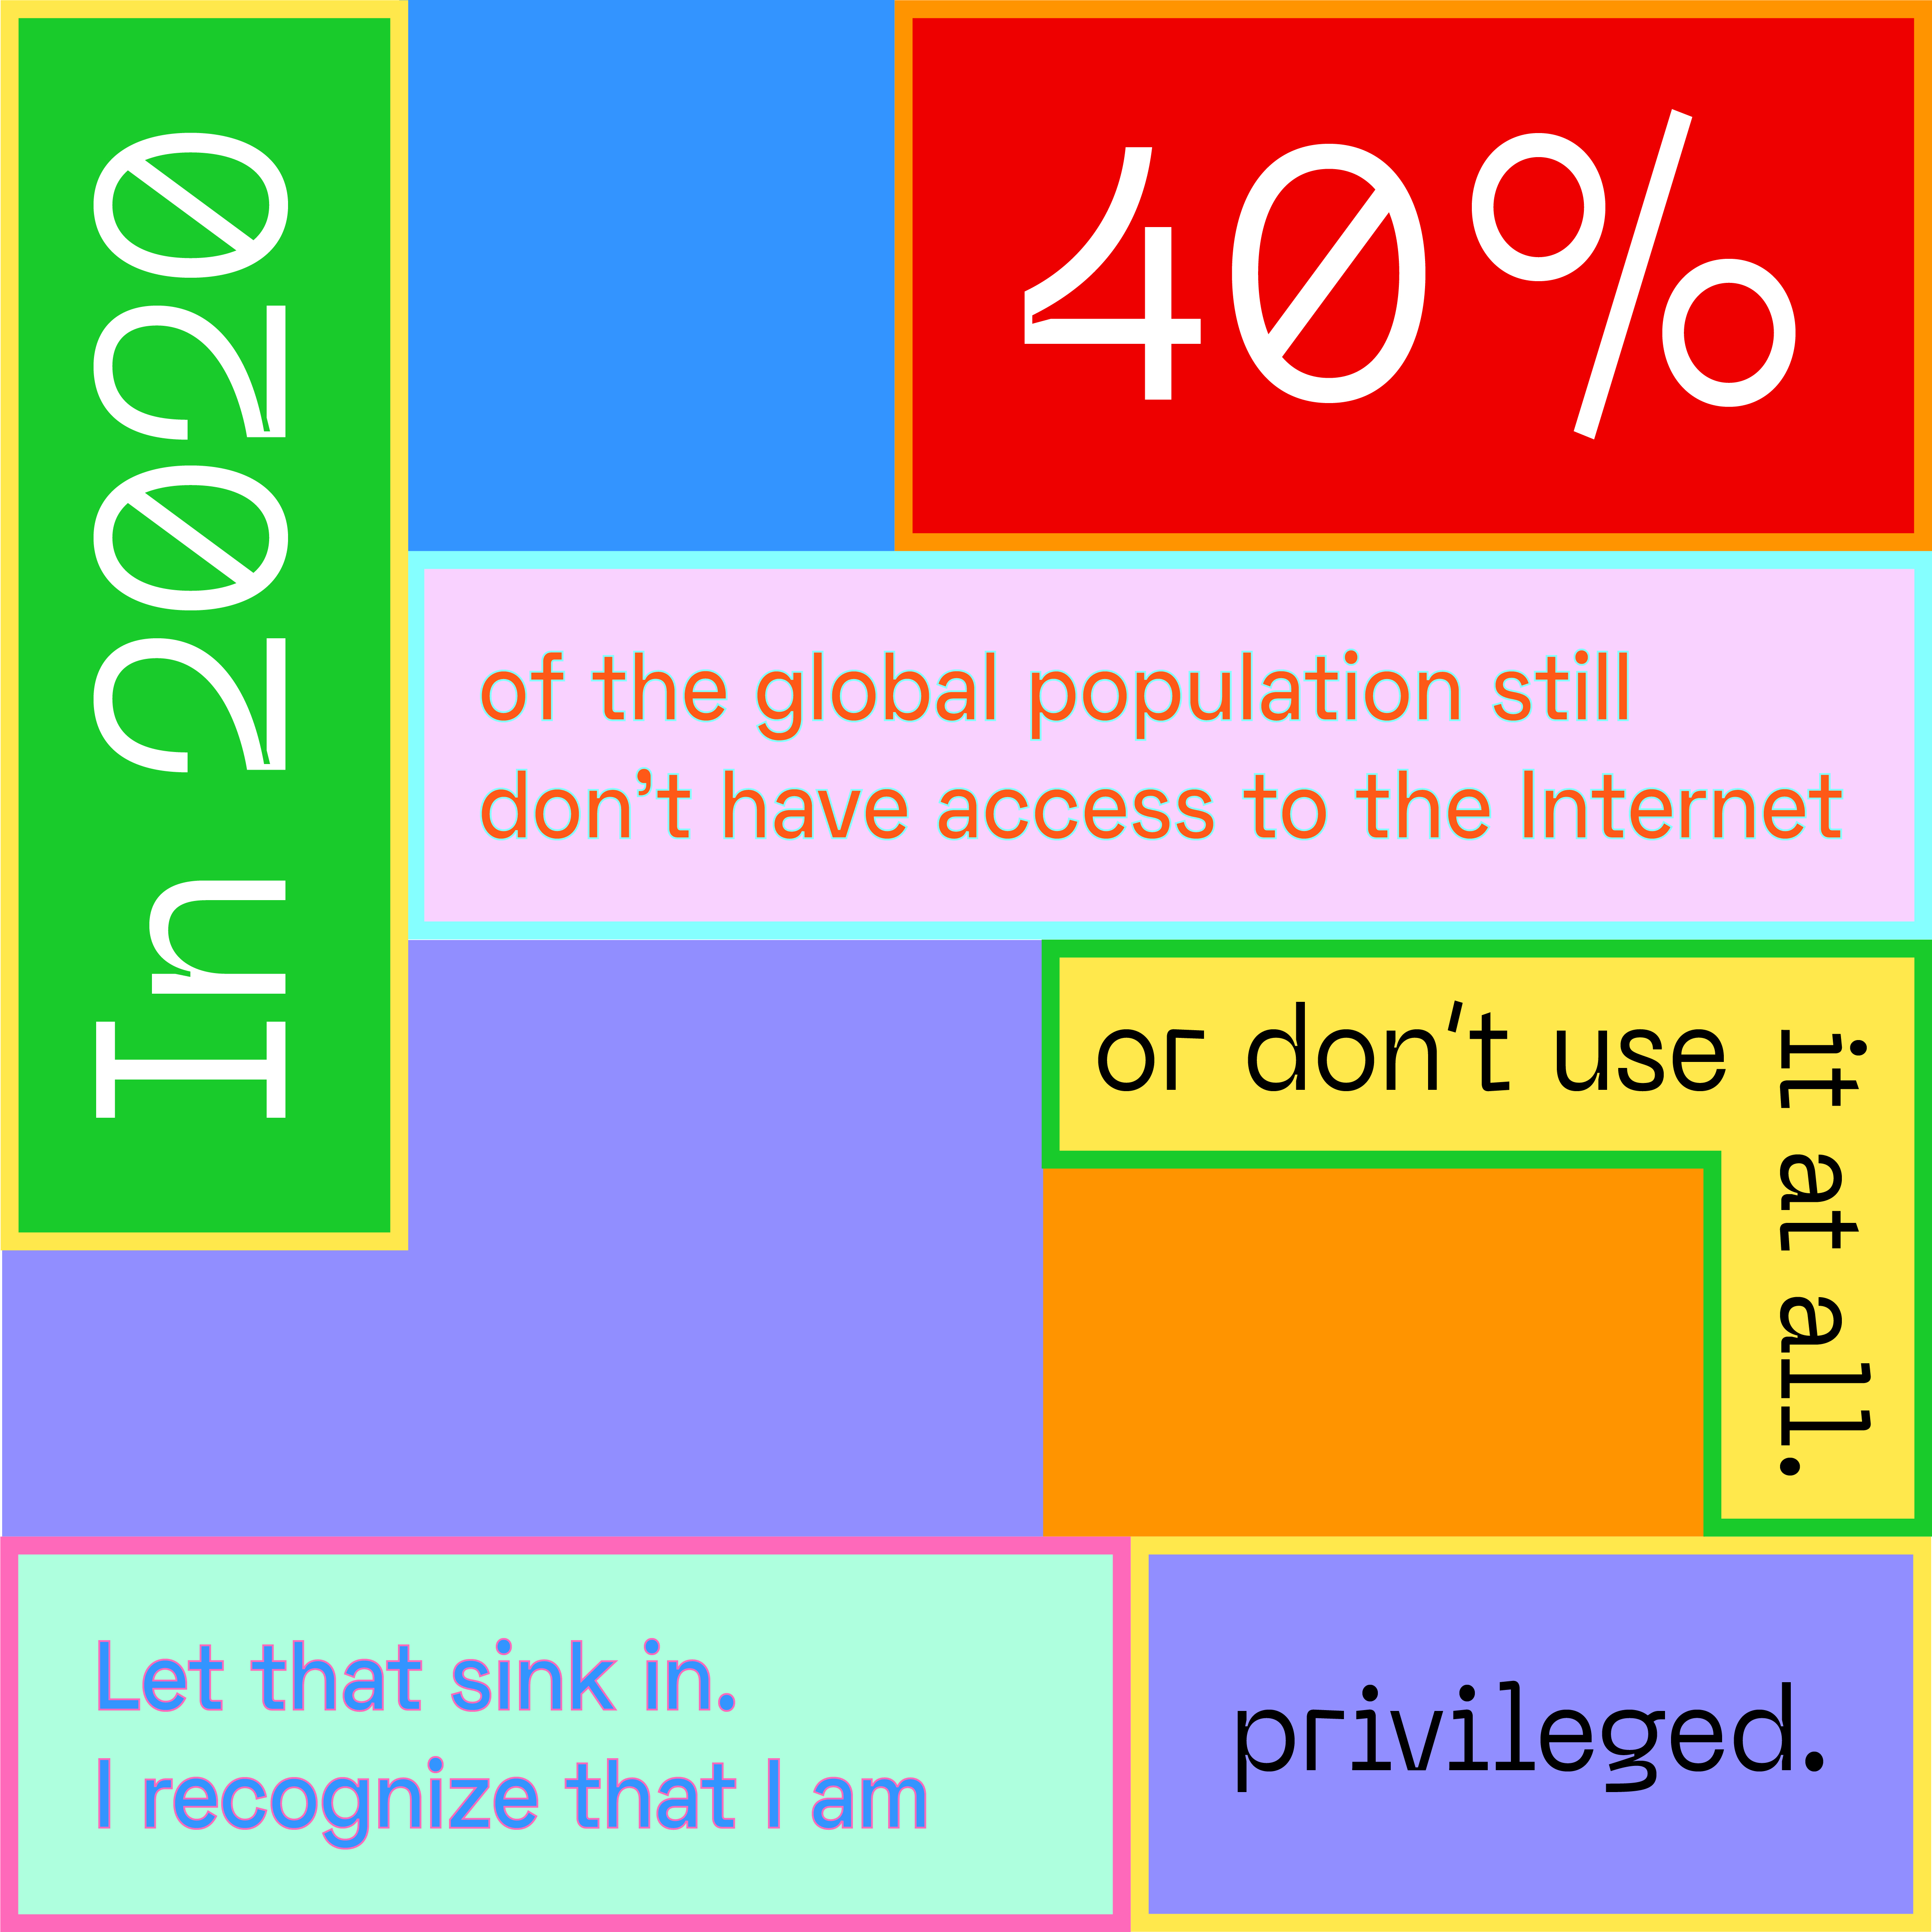 In 2020
40%
of the global population still
don’t have access to the Internet
or don't use
it at all.
Let that sink in.
I recognize that I am
privileged.